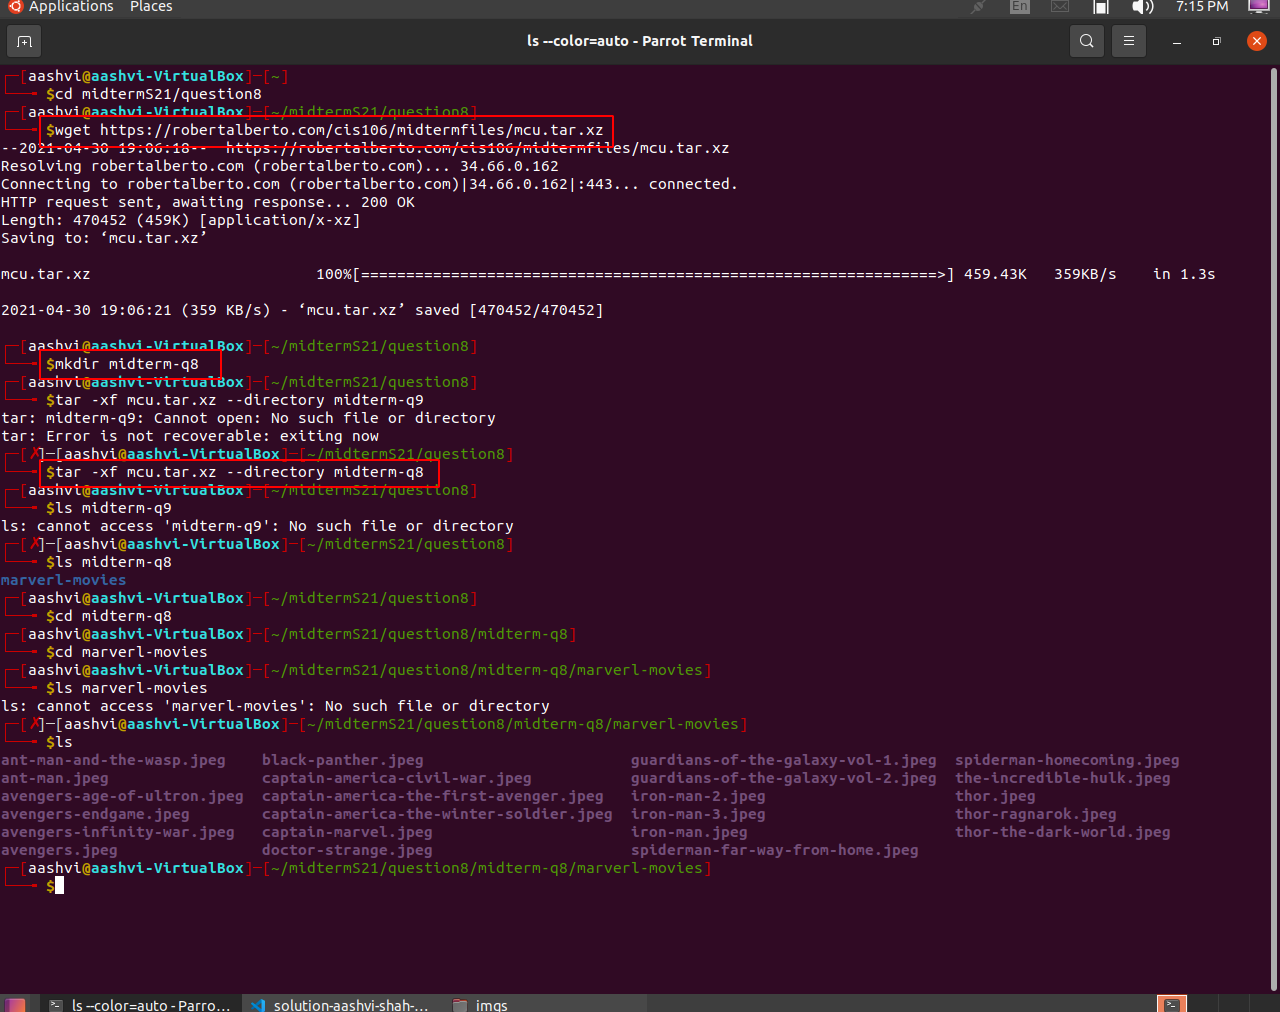 Applications Places En 7:15 PM
ls --color=auto - Parrot Terminal
[aashvi@aashvi-VirtualBox]─[~]
$cd midtermS21/question8
[aashvi@aashvi-VirtualBox]─[~/midtermS21/question8]
$wget https://robertalberto.com/cis106/midtermfiles/mcu.tar.xz
--2021-04-30 19:06:18-- https://robertalberto.com/cis106/midtermfiles/mcu.tar.xz
Resolving robertalberto.com (robertalberto.com)... 34.66.0.162
Connecting to robertalberto.com (robertalberto.com)|34.66.0.162|:443... connected.
HTTP request sent, awaiting response... 200 OK
Length: 470452 (459K) [application/x-xz]
Saving to: ‘mcu.tar.xz’
mcu.tar.xz 100%[================================================================>] 459.43K 359KB/s in 1.3s
2021-04-30 19:06:21 (359 KB/s) - ‘mcu.tar.xz’ saved [470452/470452]
[aashvi@aashvi-VirtualBox]─[~/midtermS21/question8]
$mkdir midterm-q8
[aashvi@aashvi-VirtualBox]─[~/midtermS21/question8]
$tar -xf mcu.tar.xz --directory midterm-q9
tar: midterm-q9: Cannot open: No such file or directory
tar: Error is not recoverable: exiting now
[✗]─[aashvi@aashvi-VirtualBox]─[~/midtermS21/question8]
$tar -xf mcu.tar.xz --directory midterm-q8
[aashvi@aashvi-VirtualBox]─[~/midtermS21/question8]
$ls midterm-q9
ls: cannot access 'midterm-q9': No such file or directory
[✗]─[aashvi@aashvi-VirtualBox]─[~/midtermS21/question8]
$ls midterm-q8
marverl-movies
[aashvi@aashvi-VirtualBox]─[~/midtermS21/question8]
$cd midterm-q8
[aashvi@aashvi-VirtualBox]─[~/midtermS21/question8/midterm-q8]
$cd marverl-movies
[aashvi@aashvi-VirtualBox]─[~/midtermS21/question8/midterm-q8/marverl-movies]
$ls marverl-movies
ls: cannot access 'marverl-movies': No such file or directory
[✗]─[aashvi@aashvi-VirtualBox]─[~/midtermS21/question8/midterm-q8/marverl-movies]
$ls
ant-man-and-the-wasp.jpeg black-panther.jpeg guardians-of-the-galaxy-vol-1.jpeg spiderman-homecoming.jpeg
ant-man.jpeg captain-america-civil-war.jpeg guardians-of-the-galaxy-vol-2.jpeg the-incredible-hulk.jpeg
avengers-age-of-ultron.jpeg captain-america-the-first-avenger.jpeg iron-man-2.jpeg thor.jpeg
avengers-endgame.jpeg captain-america-the-winter-soldier.jpeg iron-man-3.jpeg thor-ragnarok.jpeg
avengers-infinity-war.jpeg captain-marvel.jpeg iron-man.jpeg thor-the-dark-world.jpeg
avengers.jpeg doctor-strange.jpeg spiderman-far-way-from-home.jpeg
[aashvi@aashvi-VirtualBox]─[~/midtermS21/question8/midterm-q8/marverl-movies]
$
ls --color=auto - Parro... solution-aashvi-shah-... imgs